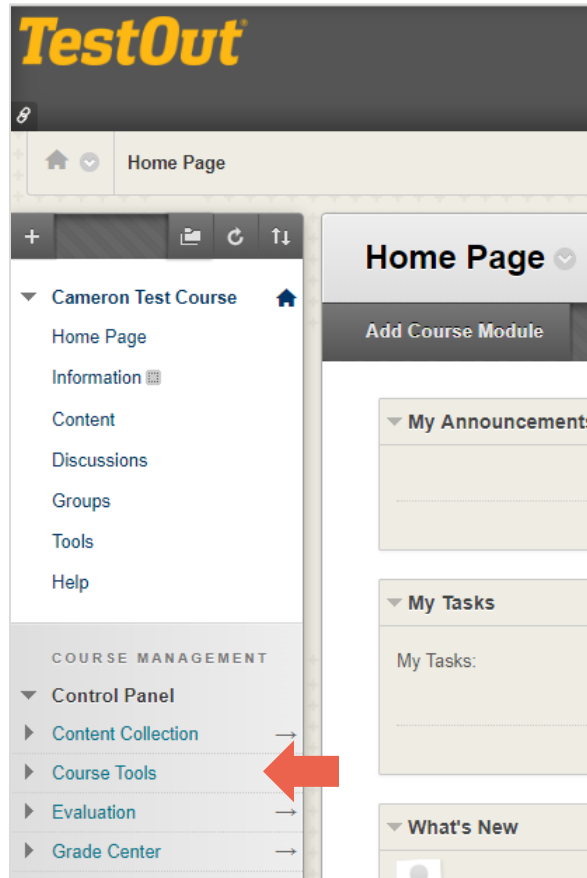 TestOut
Home Page
Home Page
Add Course Module
Cameron Test Course
Home Page
Information
Content
Discussions
Groups
Tools
Help
COURSE MANAGEMENT
Control Panel
Content Collection
Course Tools
Evaluation
Grade Center
My Announcements
My Tasks
My Tasks:
What's New